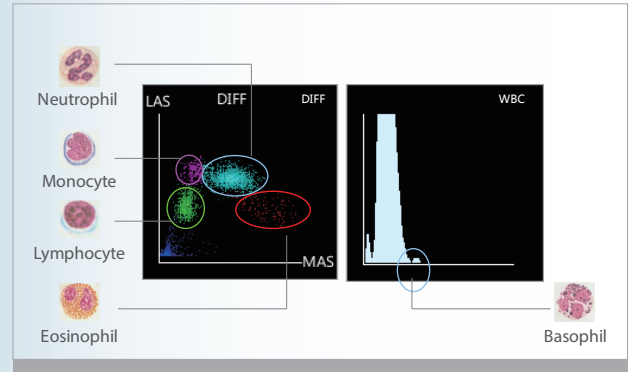 Neutrophil
Monocyte
Lymphocyte
Eosinophil
LAS
DIFF
DIFF
MAS
WBC
Basophil